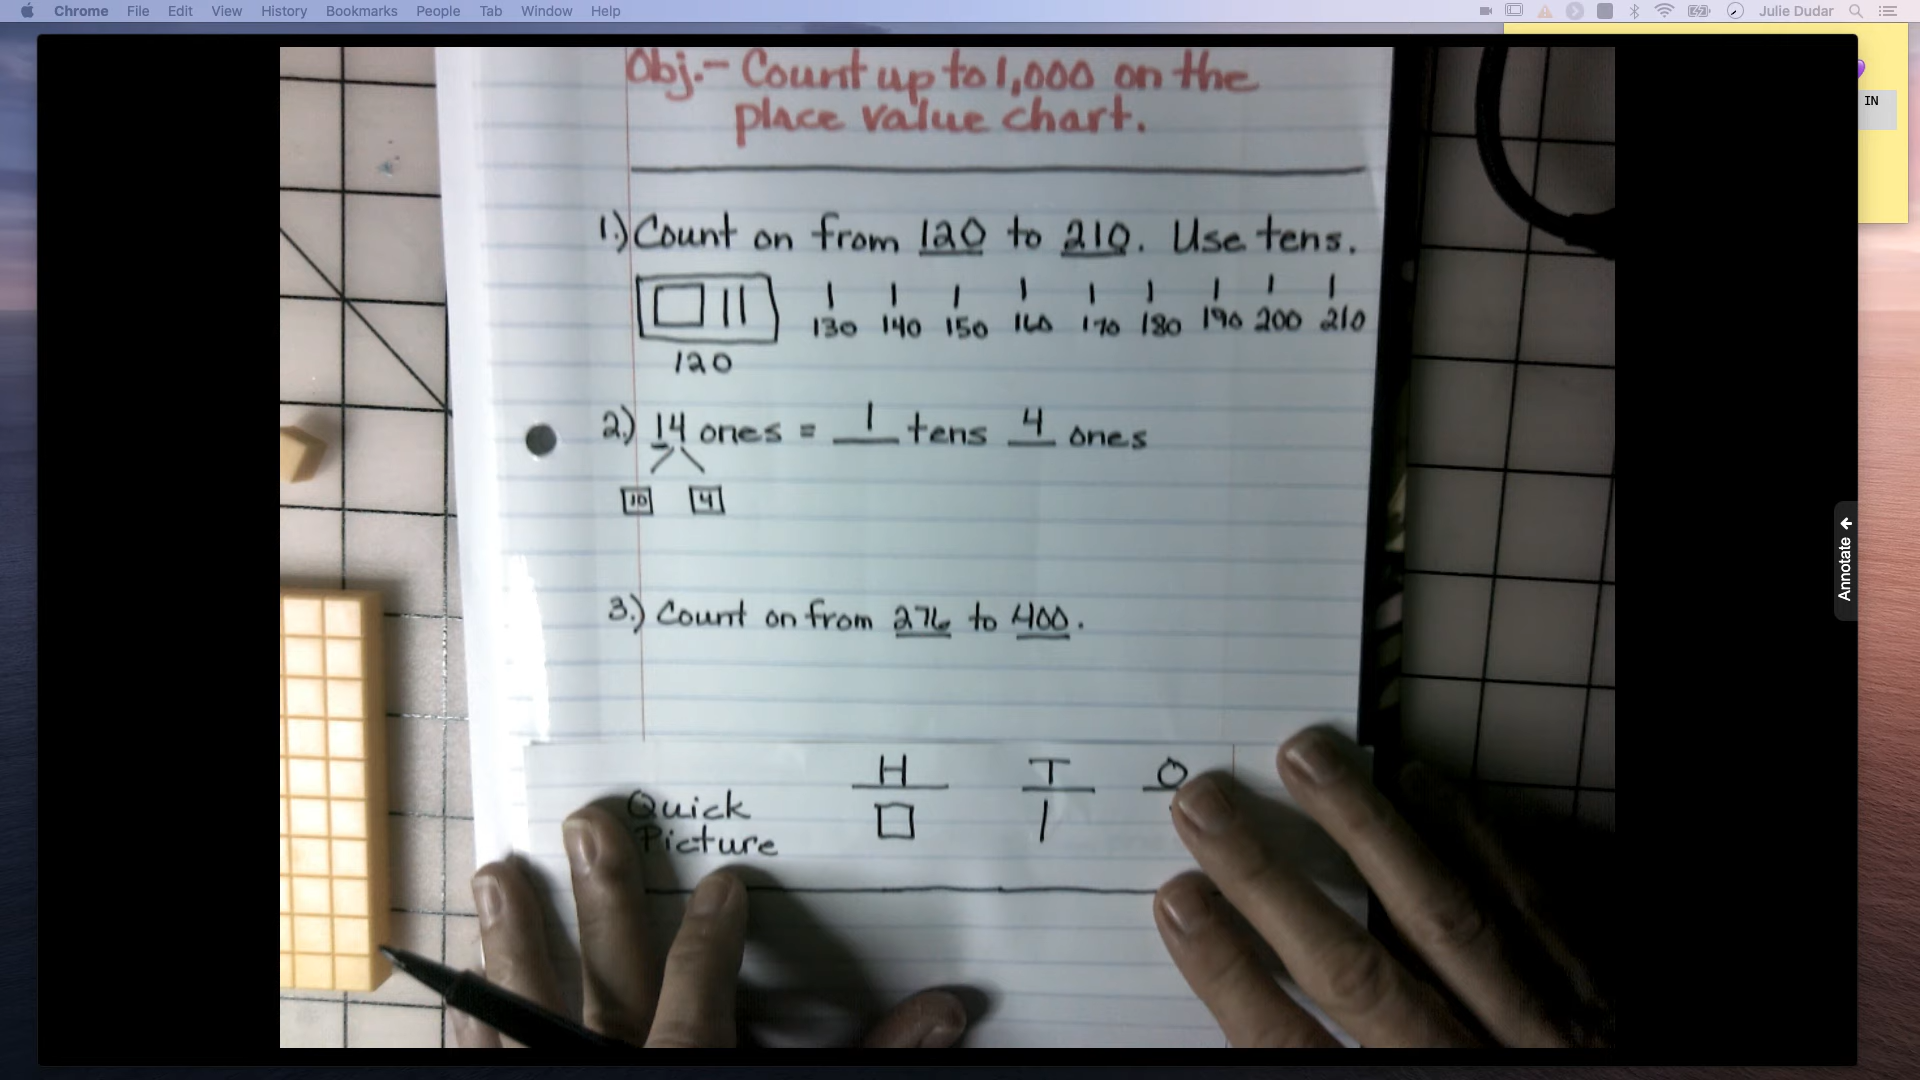 Chrome File Edit View History Bookmarks People Tab Window Help Julie Dudar
IN
Obj.- Count up to 1,000 on the
place value chart.
1.) Count on from 120 to 210. Use tens.
130 140 150 160 170 180 190 200 210
120
2.) 14 ones = 1 tens 4 ones
10 4
3.) Count on from 276 to 400.
H T O
Quick
Picture
Annotate